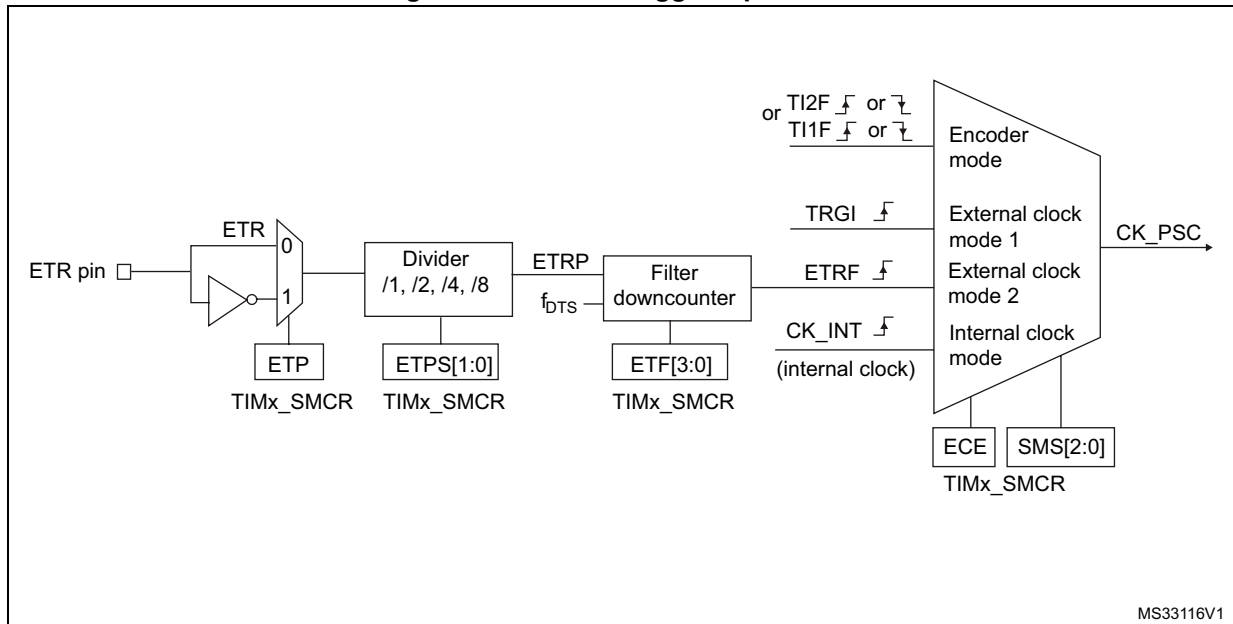 or TI2F or
TI1F or
Encoder
mode
TRGI
External clock
mode 1
CK_PSC
ETR
0
ETR pin
1
Divider
/1, /2, /4, /8
ETRP
f_DTS
Filter
downcounter
ETRF
External clock
mode 2
CK_INT
(internal clock)
Internal clock
mode
ETP
TIMx_SMCR
ETPS[1:0]
TIMx_SMCR
ETF[3:0]
TIMx_SMCR
ECE
SMS[2:0]
TIMx_SMCR
MS33116V1